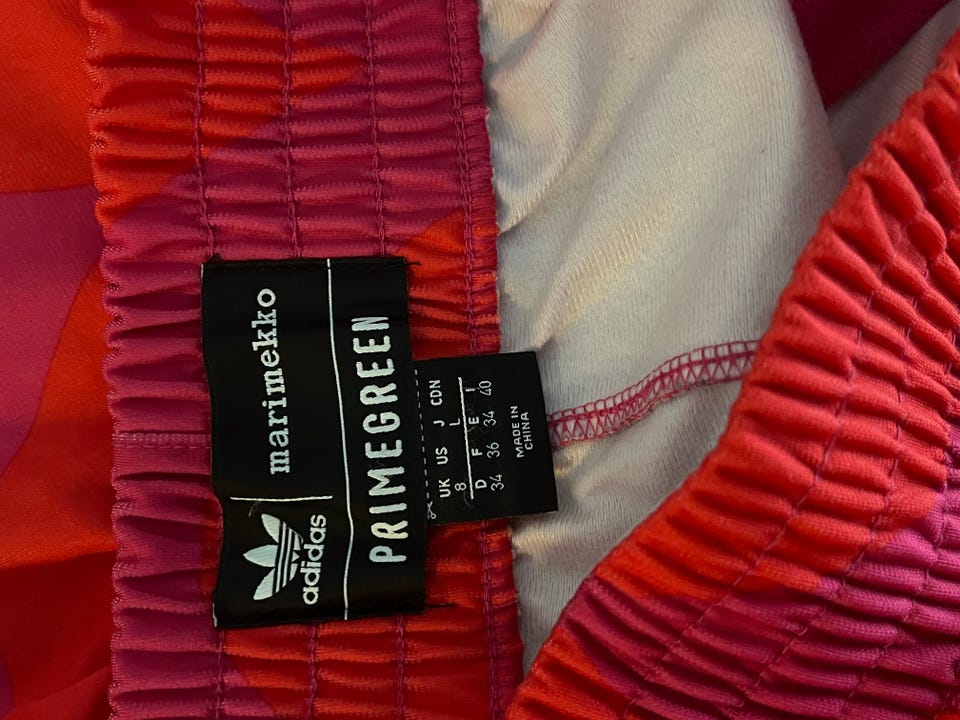 adidas
marimekko
PRIMEGREEN
UK US J CDN
8 L
D F E I
34 36 34 40
MADE IN
CHINA